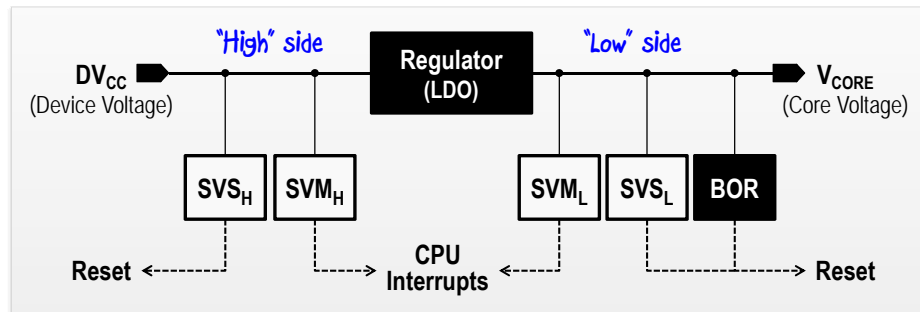 "High" side
"Low" side
DVCC
(Device Voltage)
Regulator
(LDO)
VCORE
(Core Voltage)
SVSH
SVMH
SVML
SVSL
BOR
Reset
CPU
Interrupts
Reset